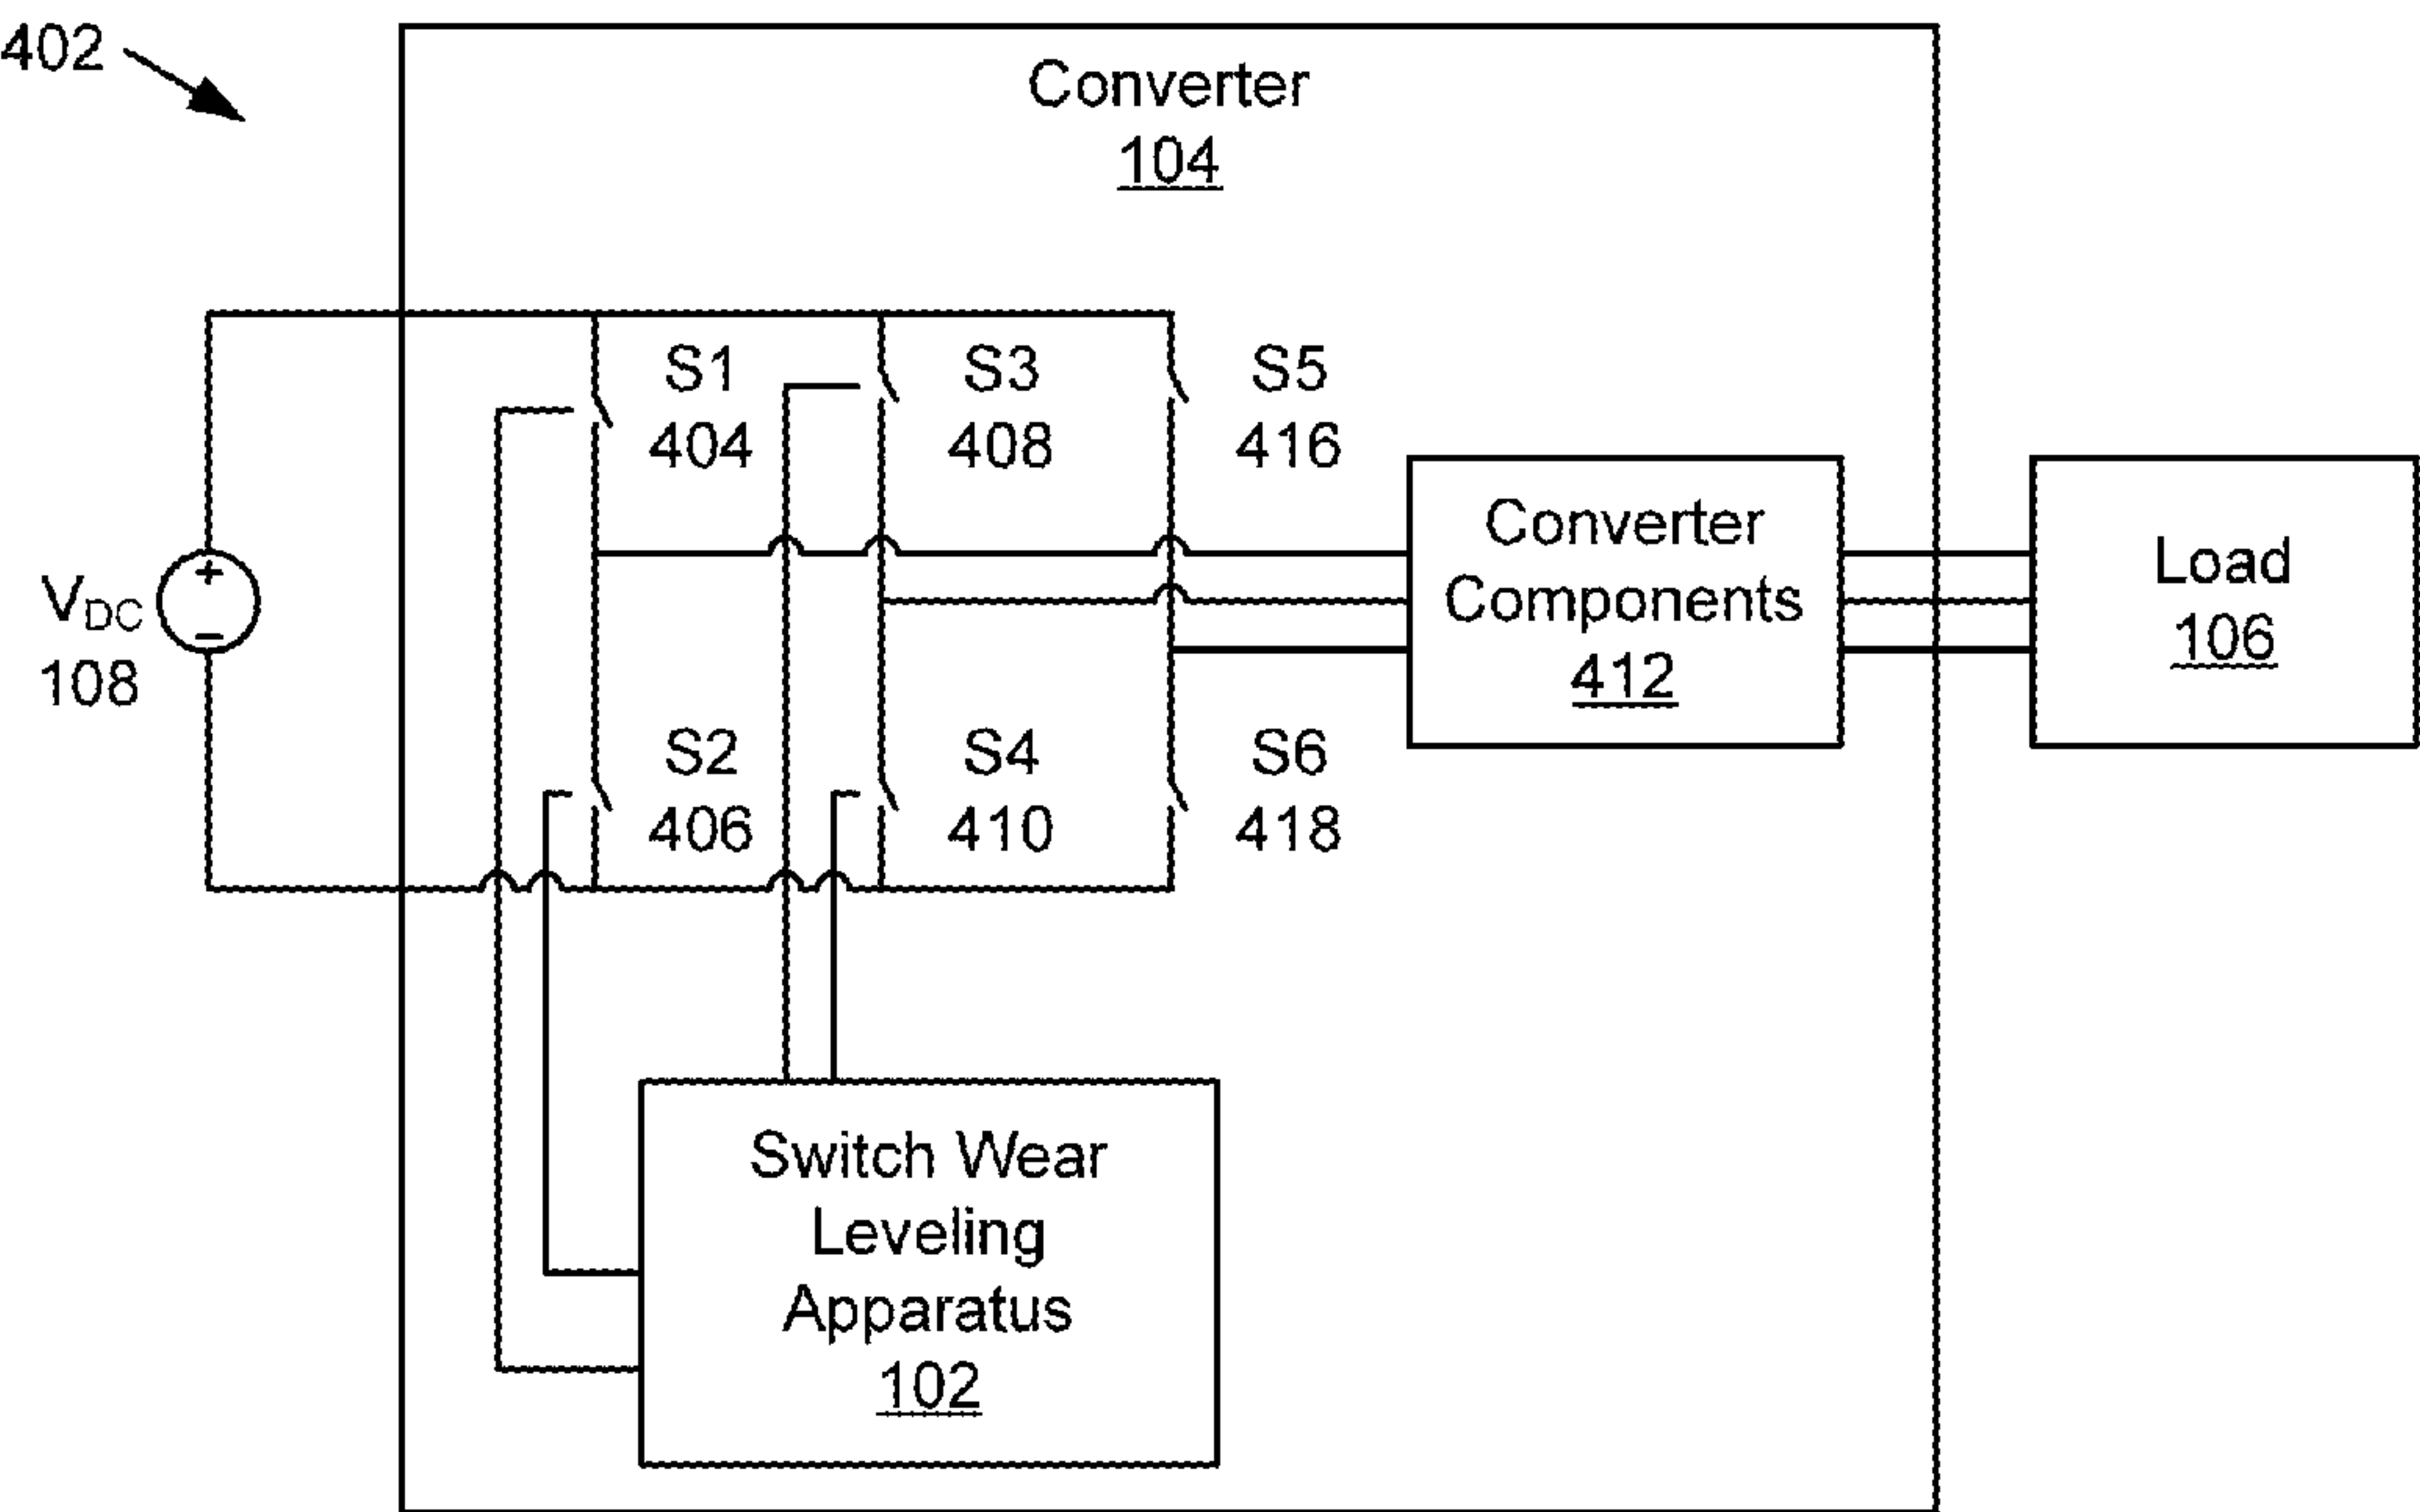 402
Converter
104
S1
404
S3
408
S5
416
Converter
Components
412
Load
106
+
−
VDC
108
S2
406
S4
410
S6
418
Switch Wear
Leveling
Apparatus
102